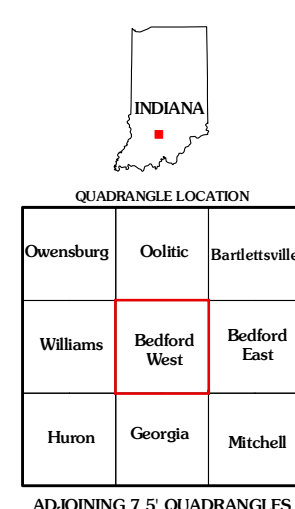 INDIANA
QUADRANGLE LOCATION
Owensburg Oolitic Bartlettsville
Williams Bedford West Bedford East
Huron Georgia Mitchell
ADJOINING 7.5' QUADRANGLES